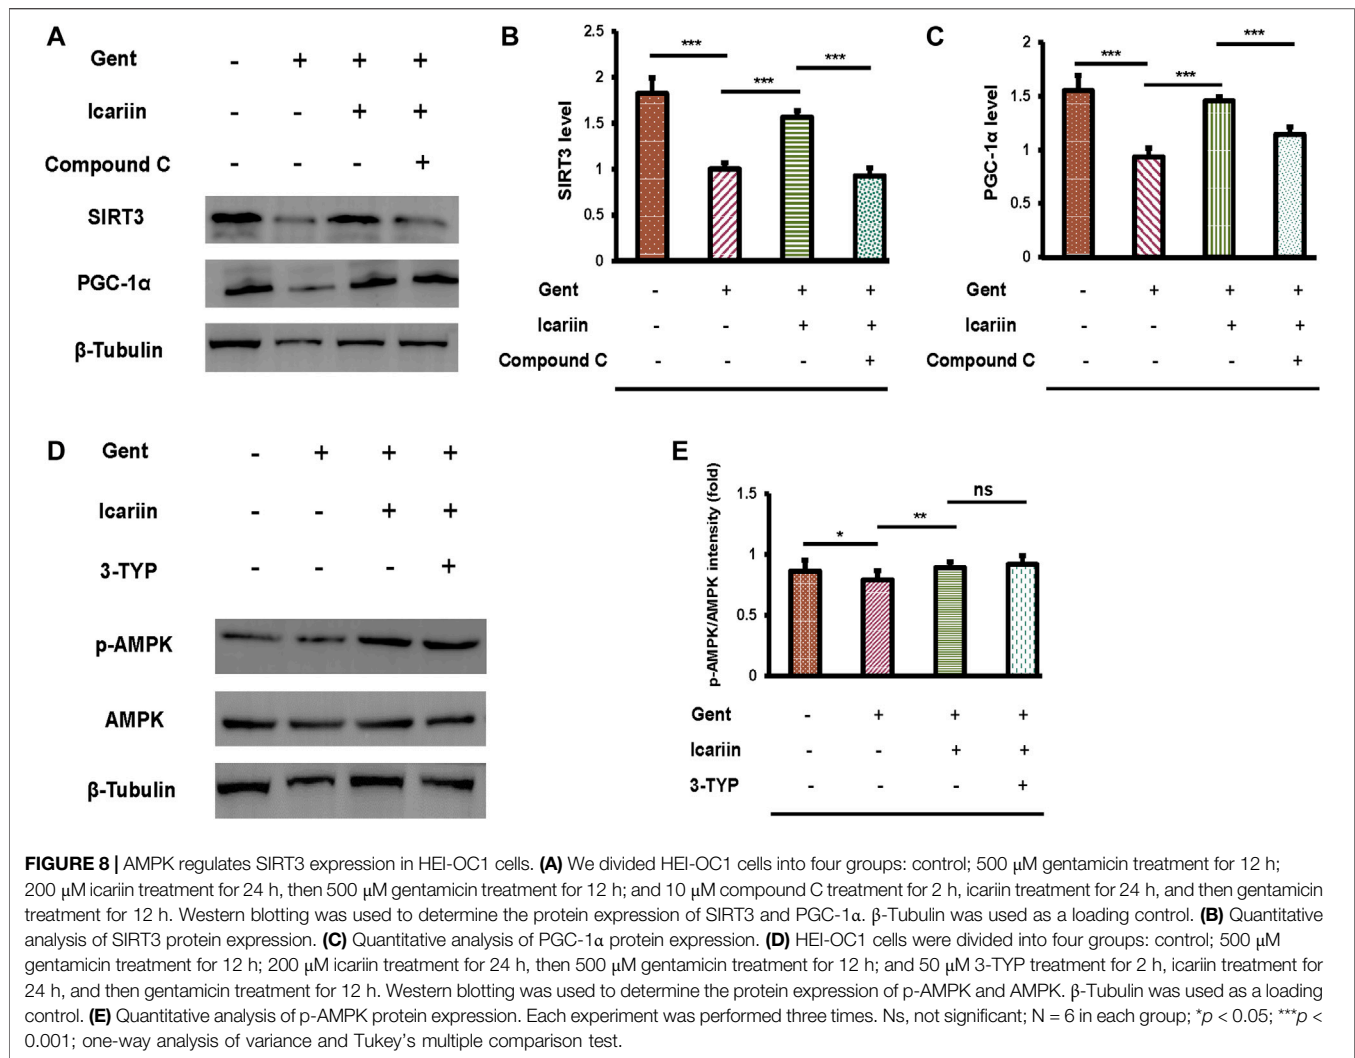 A
Gent - + + +
Icariin - - + +
Compound C - - - +
SIRT3
PGC-1α
β-Tubulin
B
SIRT3 level
2.5
2
1.5
1
0.5
0
***
***
***
Gent - + + +
Icariin - - + +
Compound C - - - +
C
PGC-1α level
2
1.5
1
0.5
0
***
***
***
Gent - + + +
Icariin - - + +
Compound C - - - +
D
Gent - + + +
Icariin - - + +
3-TYP - - - +
p-AMPK
AMPK
β-Tubulin
E
p-AMPK/AMPK intensity (fold)
1.5
1
0.5
0
*
**
ns
Gent - + + +
Icariin - - + +
3-TYP - - - +
FIGURE 8 | AMPK regulates SIRT3 expression in HEI-OC1 cells. (A) We divided HEI-OC1 cells into four groups: control; 500 μM gentamicin treatment for 12 h;
200 μM icariin treatment for 24 h, then 500 μM gentamicin treatment for 12 h; and 10 μM compound C treatment for 2 h, icariin treatment for 24 h, and then gentamicin
treatment for 12 h. Western blotting was used to determine the protein expression of SIRT3 and PGC-1α. β-Tubulin was used as a loading control. (B) Quantitative
analysis of SIRT3 protein expression. (C) Quantitative analysis of PGC-1α protein expression. (D) HEI-OC1 cells were divided into four groups: control; 500 μM
gentamicin treatment for 12 h; 200 μM icariin treatment for 24 h, then 500 μM gentamicin treatment for 12 h; and 50 μM 3-TYP treatment for 2 h, icariin treatment for
24 h, and then gentamicin treatment for 12 h. Western blotting was used to determine the protein expression of p-AMPK and AMPK. β-Tubulin was used as a loading
control. (E) Quantitative analysis of p-AMPK protein expression. Each experiment was performed three times. Ns, not significant; N = 6 in each group; *p < 0.05; ***p <
0.001; one-way analysis of variance and Tukey's multiple comparison test.